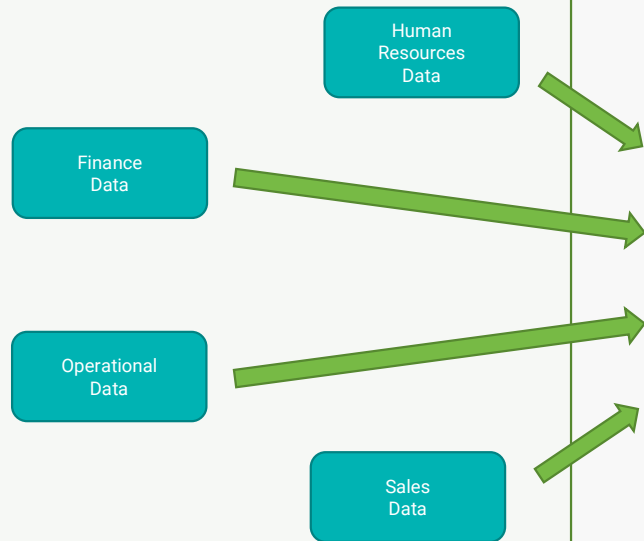 Human
Resources
Data
Finance
Data
Operational
Data
Sales
Data